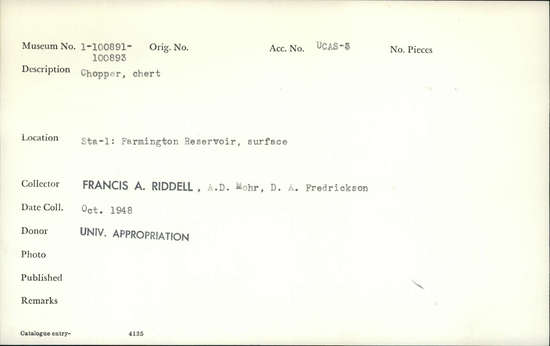 Museum No. 1-100891- Orig. No. Acc. No. UCAS-8 No. Pieces
100893
Description Chopper, chert
Location Sta-1: Farmington Reservoir, surface
Collector FRANCIS A. RIDDELL, A.D. Mohr, D. A. Fredrickson
Date Coll. Oct. 1948
Donor UNIV. APPROPRIATION
Photo
Published
Remarks
Catalogue entry- 4135